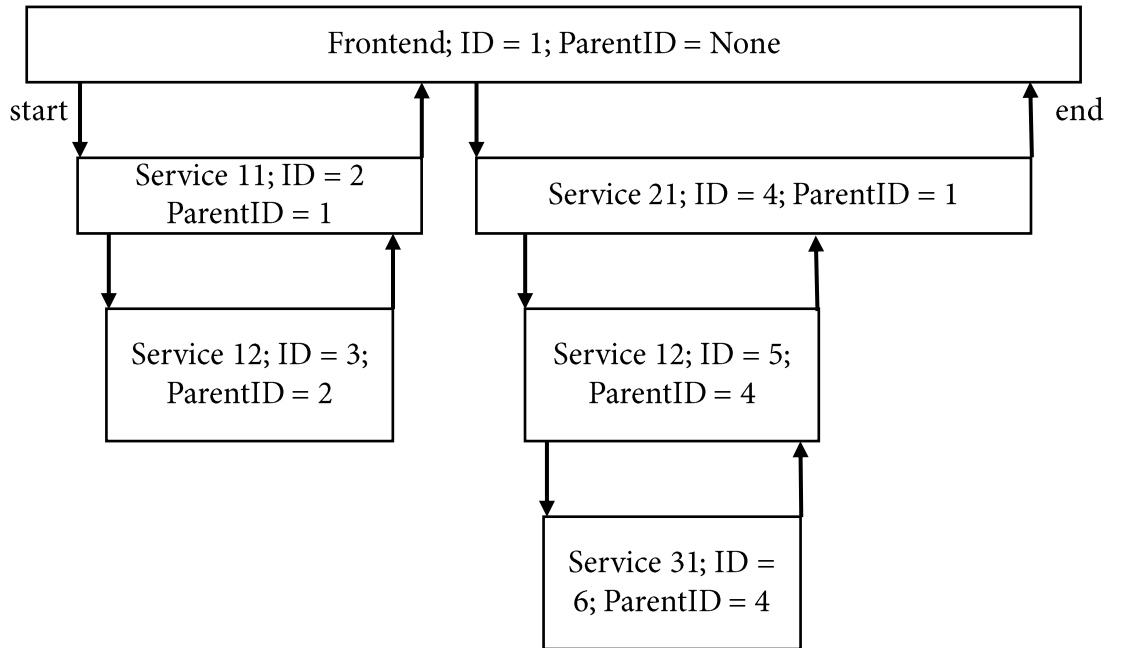 Frontend; ID = 1; ParentID = None
start
end
Service 11; ID = 2
ParentID = 1
Service 21; ID = 4; ParentID = 1
Service 12; ID = 3;
ParentID = 2
Service 12; ID = 5;
ParentID = 4
Service 31; ID =
6; ParentID = 4